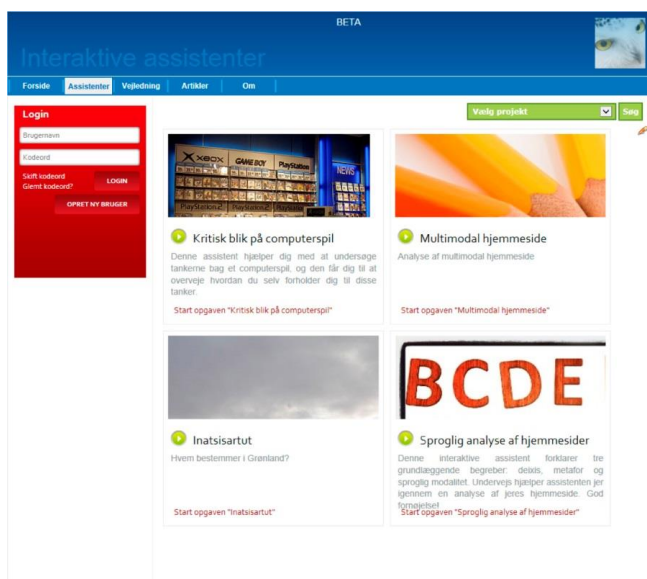 BETA
Interaktive assistenter
Forside Assistenter Vejledning Artikler Om
Login
Brugernavn
Kodeord
Skift kodeord
Glemt kodeord?
LOGIN
OPRET NY BRUGER
Vælg projekt
Søg
XBOX GAME BOY PlayStation NEWS
PlayStation 2 PlayStation PlayStation
Kritisk blik på computerspil
Denne assistent hjælper dig med at undersøge
tankerne bag et computerspil, og den får dig til at
overveje hvordan du selv forholder dig til disse
tanker.
Start opgaven "Kritisk blik på computerspil"
Multimodal hjemmeside
Analyse af multimodal hjemmeside
Start opgaven "Multimodal hjemmeside"
Inatsisartut
Hvem bestemmer i Grønland?
Start opgaven "Inatsisartut"
BCDE
Sproglig analyse af hjemmesider
Denne interaktive assistent forklarer tre
grundlæggende begreber: deixis, metafor og
sproglig modalitet. Undervejs hjælper assistenten jer
igennem en analyse af jeres hjemmeside. God
fornøjelse!
Start opgaven "Sproglig analyse af hjemmesider"